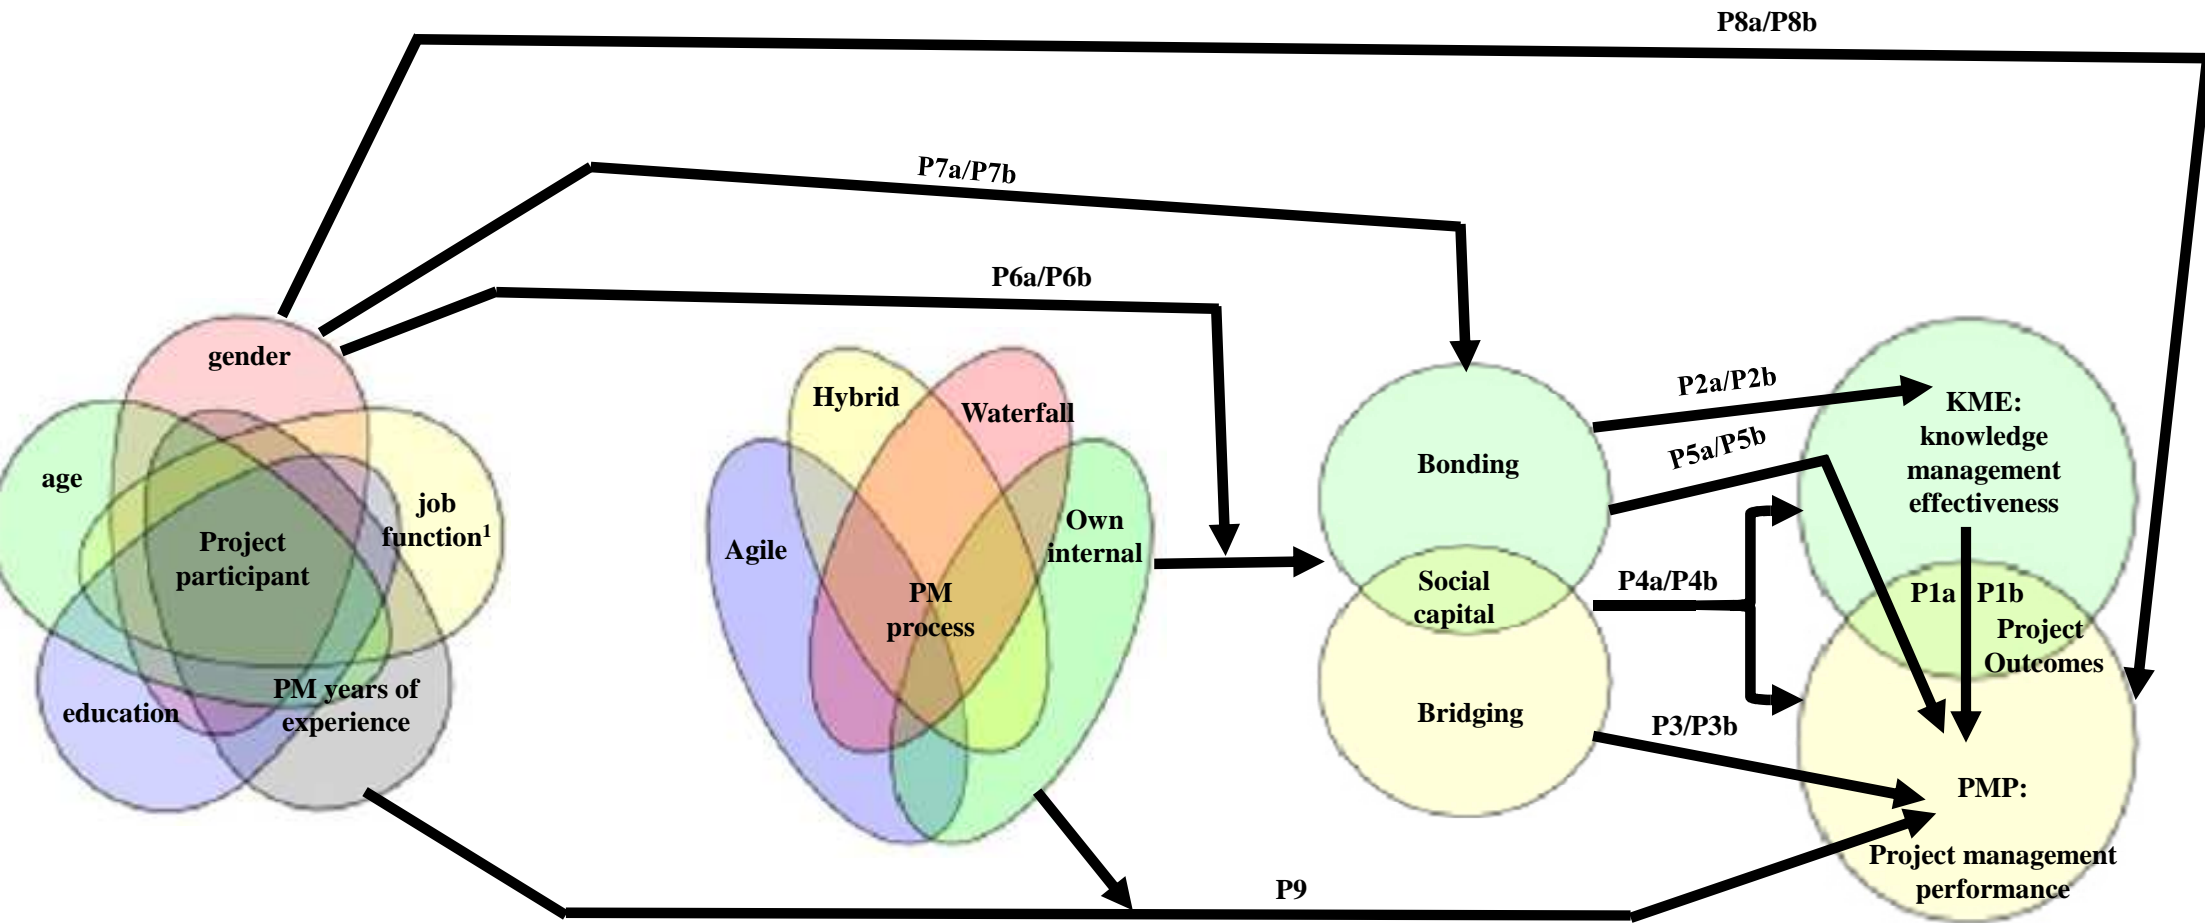 P8a/P8b
P7a/P7b
P6a/P6b
gender
age
job
function¹
Project
participant
education
PM years of
experience
Hybrid
Waterfall
Agile
Own
internal
PM
process
Bonding
Social
capital
Bridging
P2a/P2b
P5a/P5b
P4a/P4b
P3/P3b
KME:
knowledge
management
effectiveness
P1a P1b
Project
Outcomes
PMP:
Project management
performance
P9